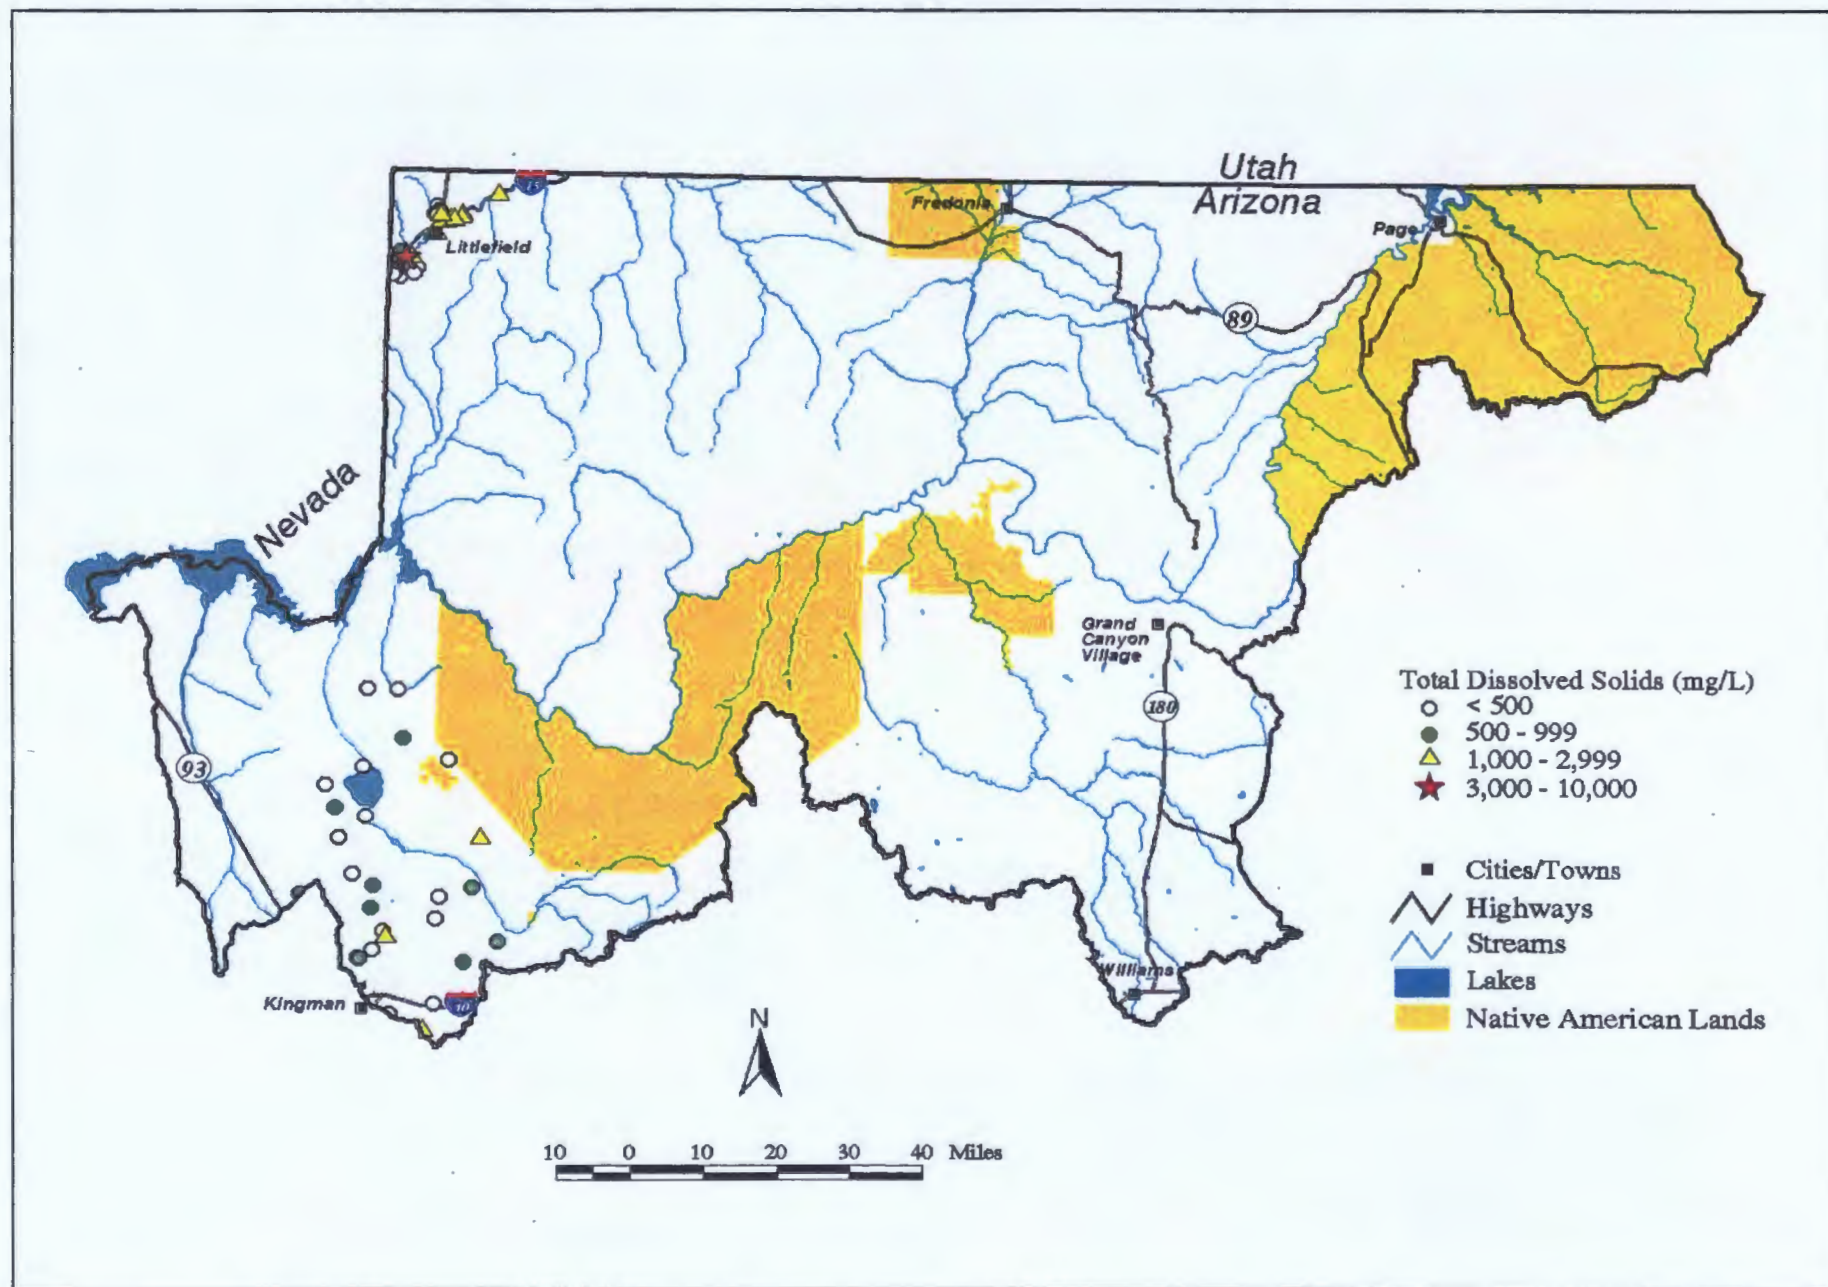 Utah
Arizona
Fredonia
Page
Littlefield
15
89
Nevada
Grand
Canyon
Village
180
93
Williams
Kingman
N
Total Dissolved Solids (mg/L)
< 500
500 - 999
1,000 - 2,999
3,000 - 10,000
Cities/Towns
Highways
Streams
Lakes
Native American Lands
10 0 10 20 30 40 Miles